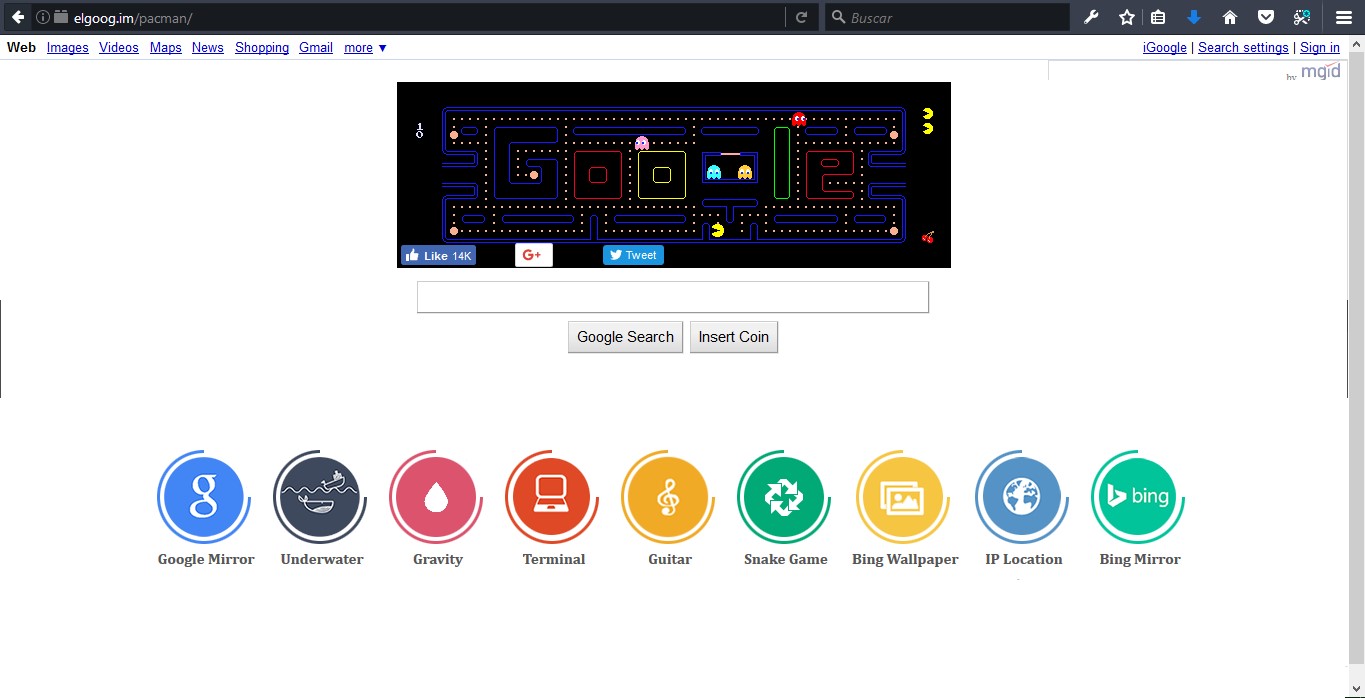 elgoog.im/pacman/
Buscar
Web Images Videos Maps News Shopping Gmail more ▼
iGoogle | Search settings | Sign in
by mgid
1
0
Like 14K
G+
Tweet
Google Search
Insert Coin
g
bing
Google Mirror
Underwater
Gravity
Terminal
Guitar
Snake Game
Bing Wallpaper
IP Location
Bing Mirror